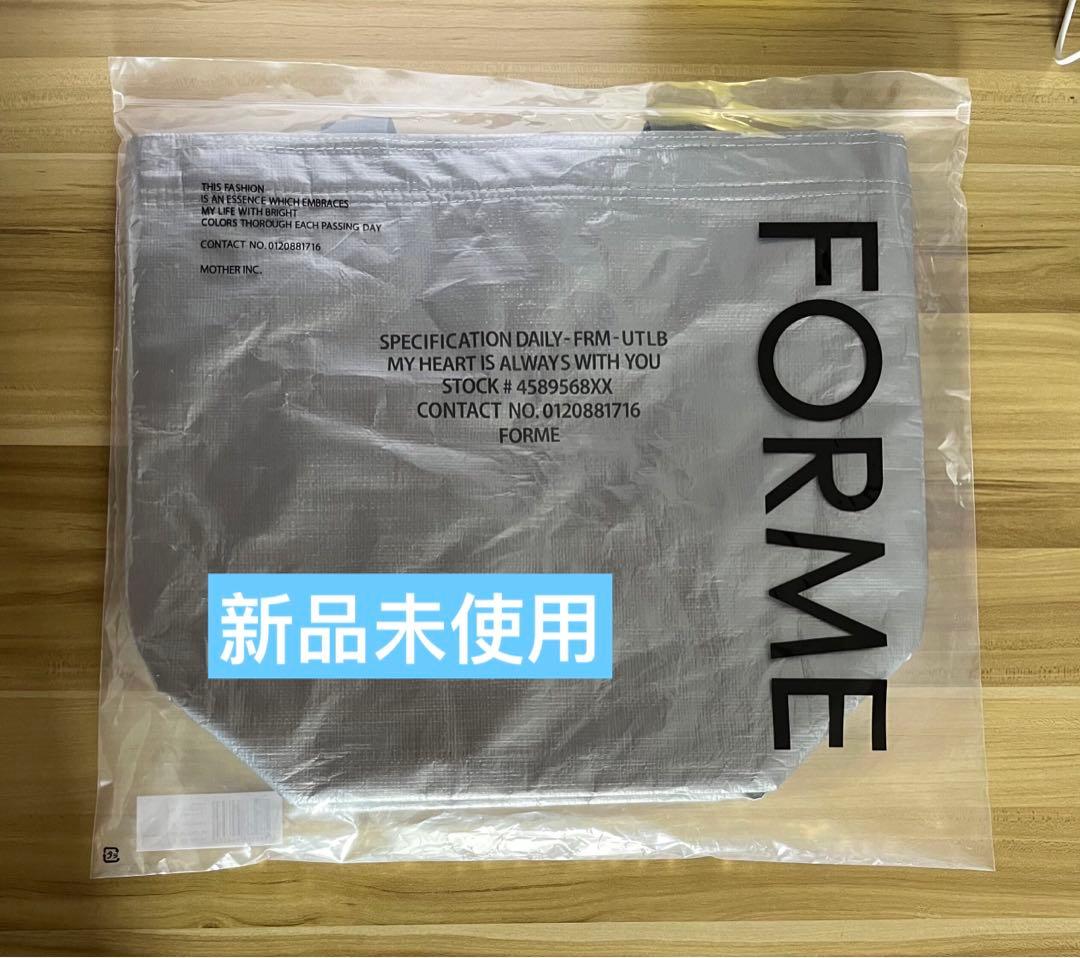 THIS FASHION
IS AN ESSENCE WHICH EMBRACES
MY LIFE WITH BRIGHT
COLORS THOROUGH EACH PASSING DAY
CONTACT NO. 0120881716
MOTHER INC.
SPECIFICATION DAILY-FRM-UTLB
MY HEART IS ALWAYS WITH YOU
STOCK # 4589568XX
CONTACT NO. 0120881716
FORME
FORME
新品未使用
プラ